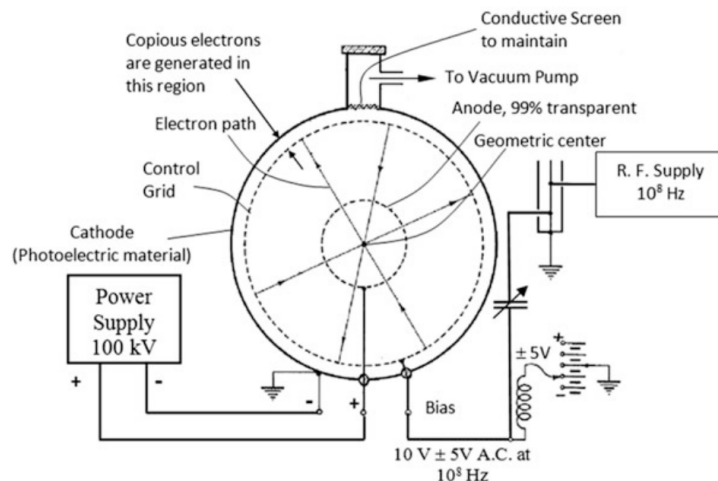 Copious electrons
are generated in
this region
Conductive Screen
to maintain
To Vacuum Pump
Anode, 99% transparent
Geometric center
Electron path
Control
Grid
Cathode
(Photoelectric material)
R. F. Supply
10⁸ Hz
Power
Supply
100 kV
+
-
-
+
Bias
± 5V
+
-
10 V ± 5V A.C. at
10⁸ Hz